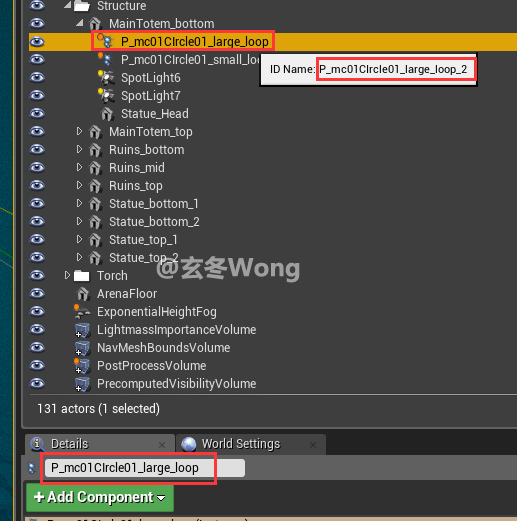 Structure
MainTotem_bottom
P_mc01CIrcle01_large_loop
P_mc01CIrcle01_small_loo
ID Name: P_mc01CIrcle01_large_loop_2
SpotLight6
SpotLight7
Statue_Head
MainTotem_top
Ruins_bottom
Ruins_mid
Ruins_top
Statue_bottom_1
Statue_bottom_2
Statue_top_1
Statue_top_2
@玄冬Wong
Torch
ArenaFloor
ExponentialHeightFog
LightmassImportanceVolume
NavMeshBoundsVolume
PostProcessVolume
PrecomputedVisibilityVolume
131 actors (1 selected)
Details
World Settings
P_mc01CIrcle01_large_loop
+Add Component